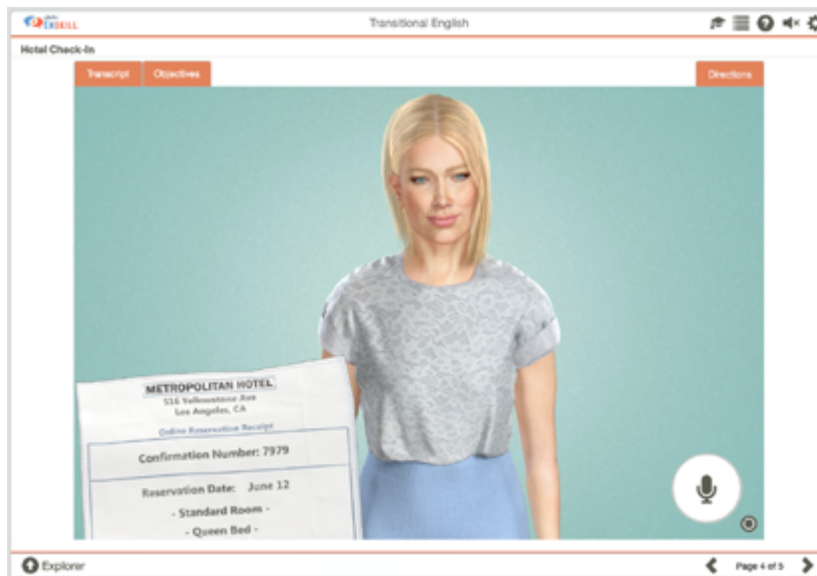 ENSKILL
Transitional English
Hotel Check-In
Transcript
Objectives
Directions
METROPOLITAN HOTEL
516 Yellowstone Ave
Los Angeles, CA
Online Reservation Receipt
Confirmation Number: 7979
Reservation Date: June 12
- Standard Room -
- Queen Bed -
Explorer
Page 4 of 5